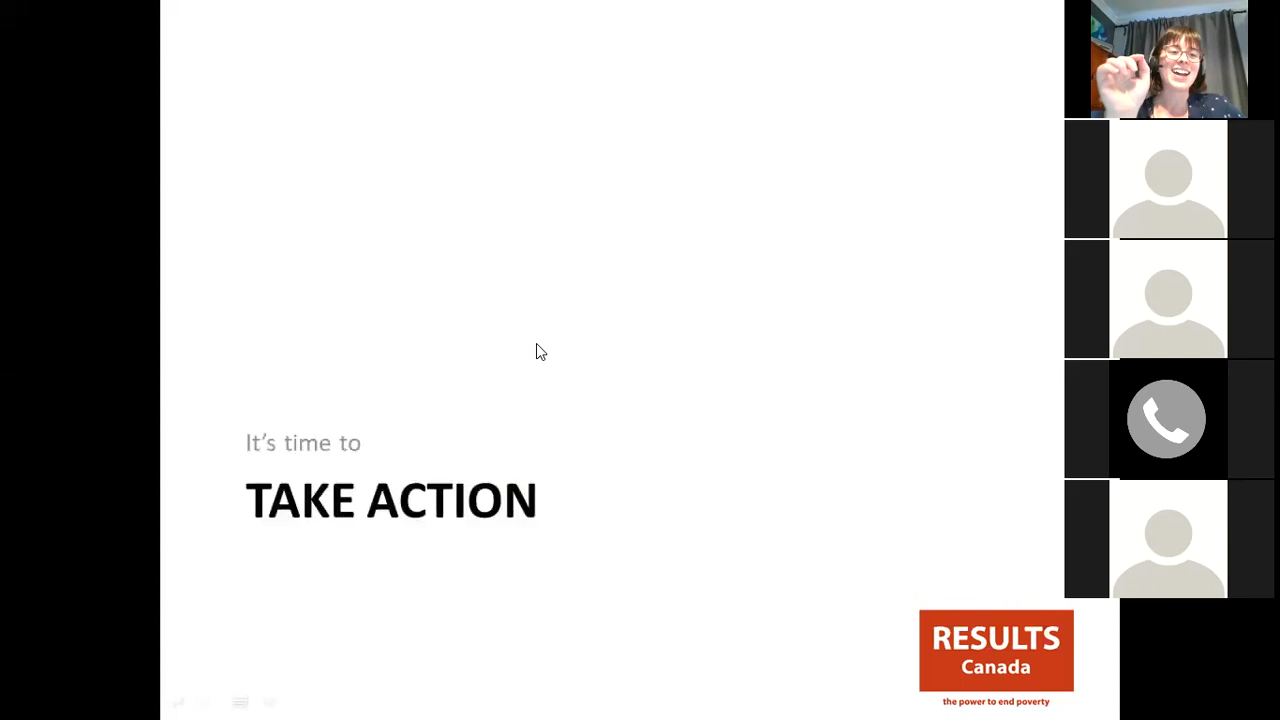 It's time to
TAKE ACTION
RESULTS
Canada
the power to end poverty